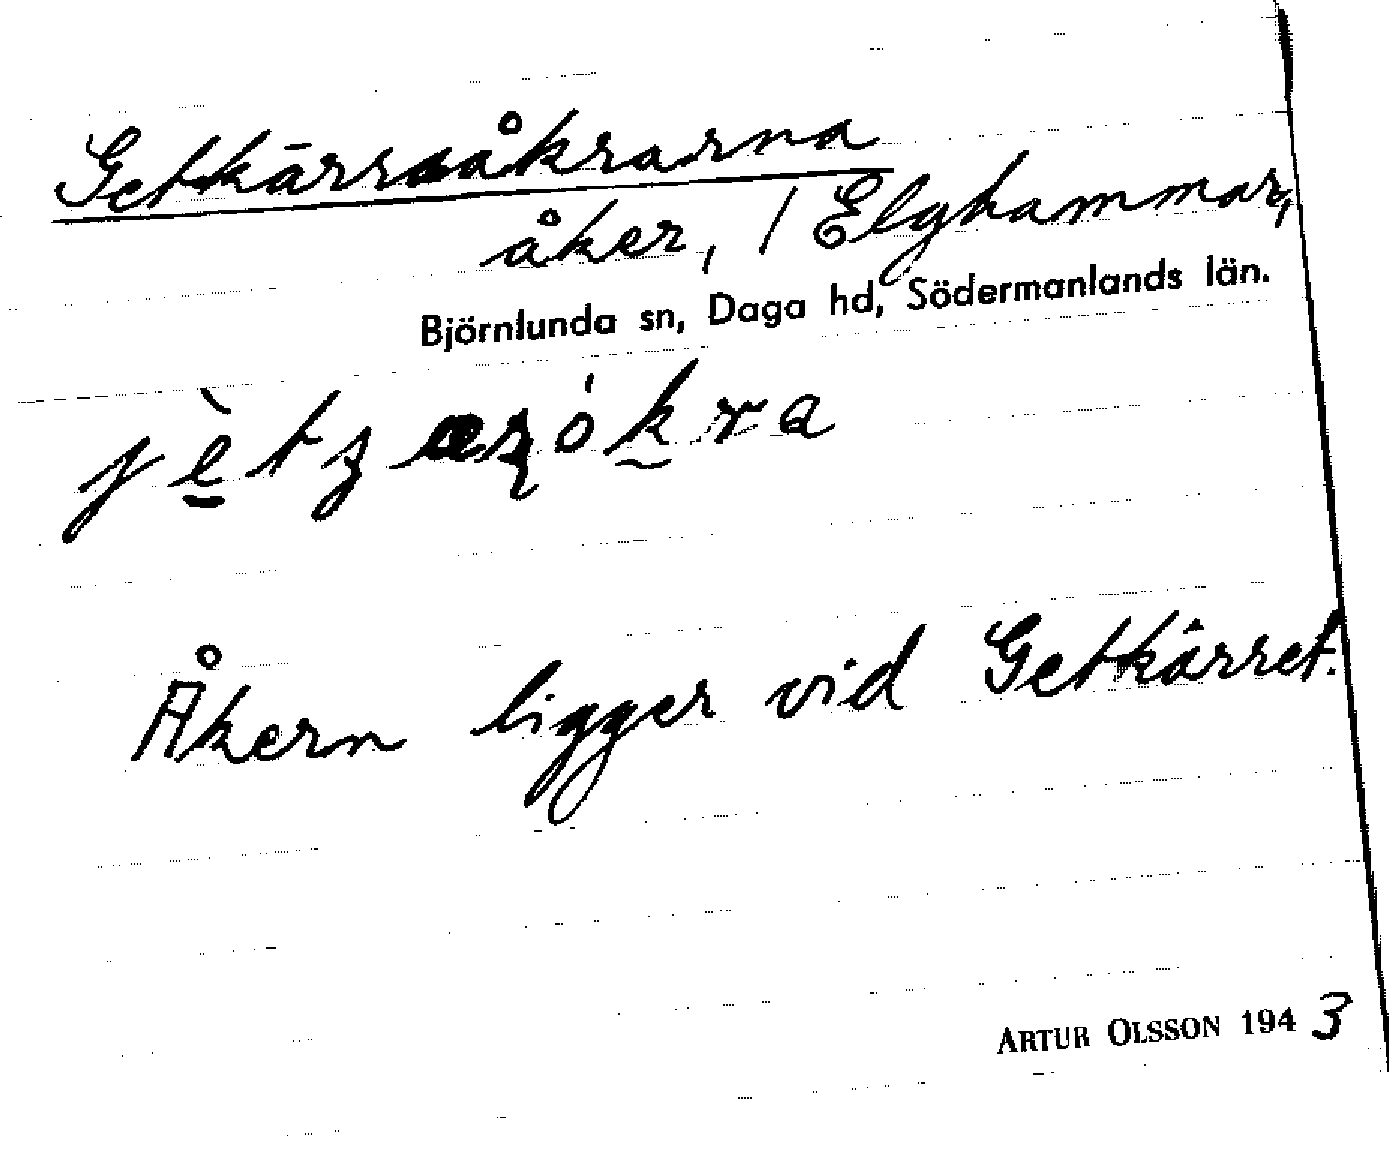 Getkärrsåkrarna
åker, / Elghammar,
Björnlunda sn, Daga hd, Södermanlands län.
Åkern ligger vid Getkärret.
ARTUR OLSSON 1943